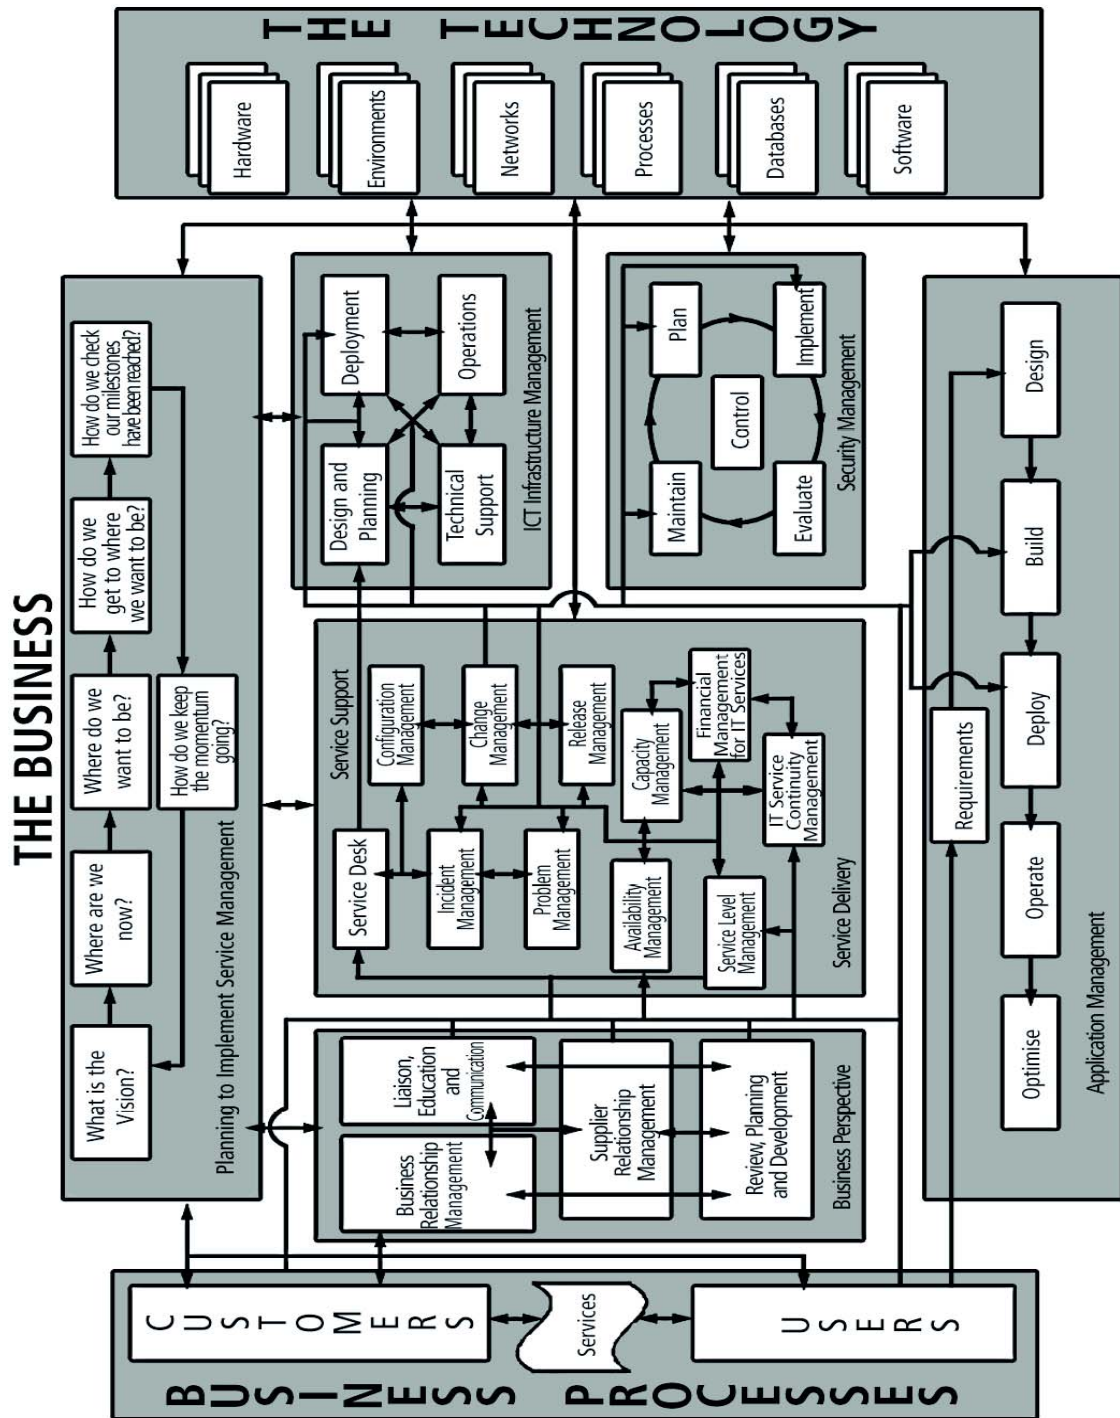 THE BUSINESS
Planning to Implement Service Management
What is the
Vision?
Where are we
now?
Where do we
want to be?
How do we
get to where
we want to be?
How do we check
our milestones
have been reached?
How do we keep
the momentum
going?
BUSINESS PROCESSES
CUSTOMERS
Services
USERS
Business Perspective
Business
Relationship
Management
Liaison,
Education
and
Communication
Supplier
Relationship
Management
Review, Planning
and Development
Service Support
Service Desk
Configuration
Management
Incident
Management
Change
Management
Problem
Management
Release
Management
Service Delivery
Availability
Management
Capacity
Management
Financial
Management
for IT Services
Service Level
Management
IT Service
Continuity
Management
ICT Infrastructure Management
Design and
Planning
Deployment
Technical
Support
Operations
Security Management
Maintain
Plan
Control
Evaluate
Implement
Application Management
Requirements
Optimise
Operate
Deploy
Build
Design
THE TECHNOLOGY
Hardware
Environments
Networks
Processes
Databases
Software